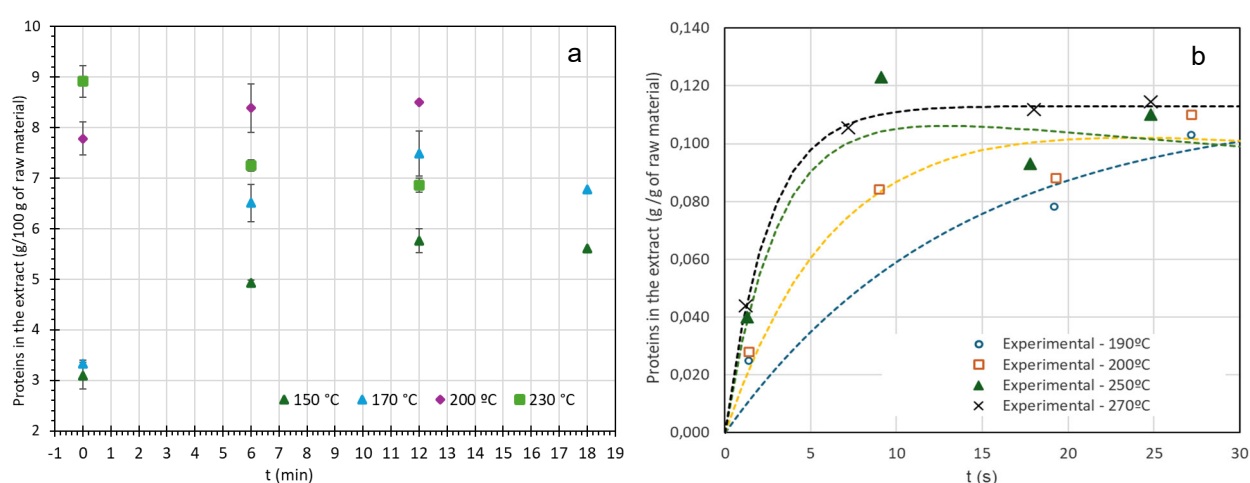 a
Proteins in the extract (g/100 g of raw material)
10
9
8
7
6
5
4
3
2
-1 0 1 2 3 4 5 6 7 8 9 10 11 12 13 14 15 16 17 18 19
t (min)
150 °C 170 °C 200 ºC 230 °C
b
Proteins in the extract (g /g of raw material)
0,140
0,120
0,100
0,080
0,060
0,040
0,020
0,000
0 5 10 15 20 25 30
t (s)
Experimental - 190ºC
Experimental - 200ºC
Experimental - 250ºC
Experimental - 270ºC